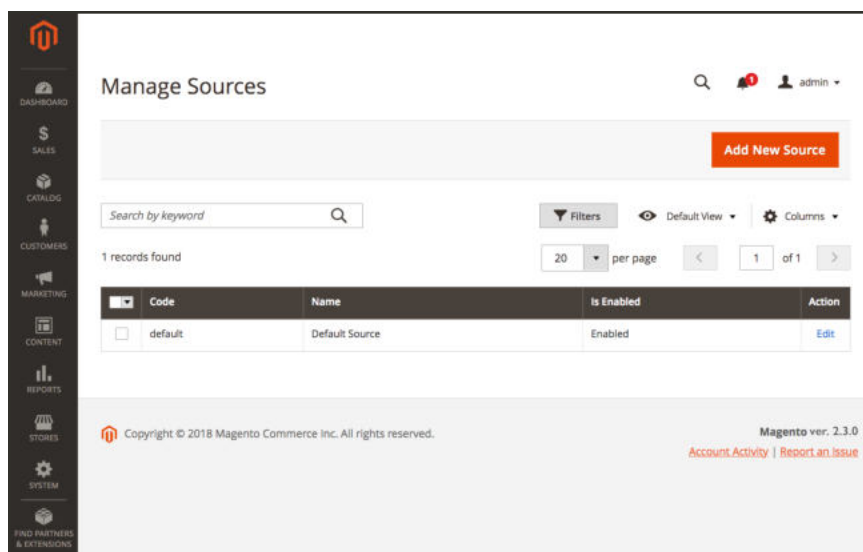 DASHBOARD
SALES
CATALOG
CUSTOMERS
MARKETING
CONTENT
REPORTS
STORES
SYSTEM
FIND PARTNERS
& EXTENSIONS
Manage Sources
1
admin
Add New Source
Search by keyword
Filters
Default View
Columns
1 records found
20
per page
1
of 1
Code
Name
Is Enabled
Action
default
Default Source
Enabled
Edit
Copyright © 2018 Magento Commerce Inc. All rights reserved.
Magento ver. 2.3.0
Account Activity | Report an Issue